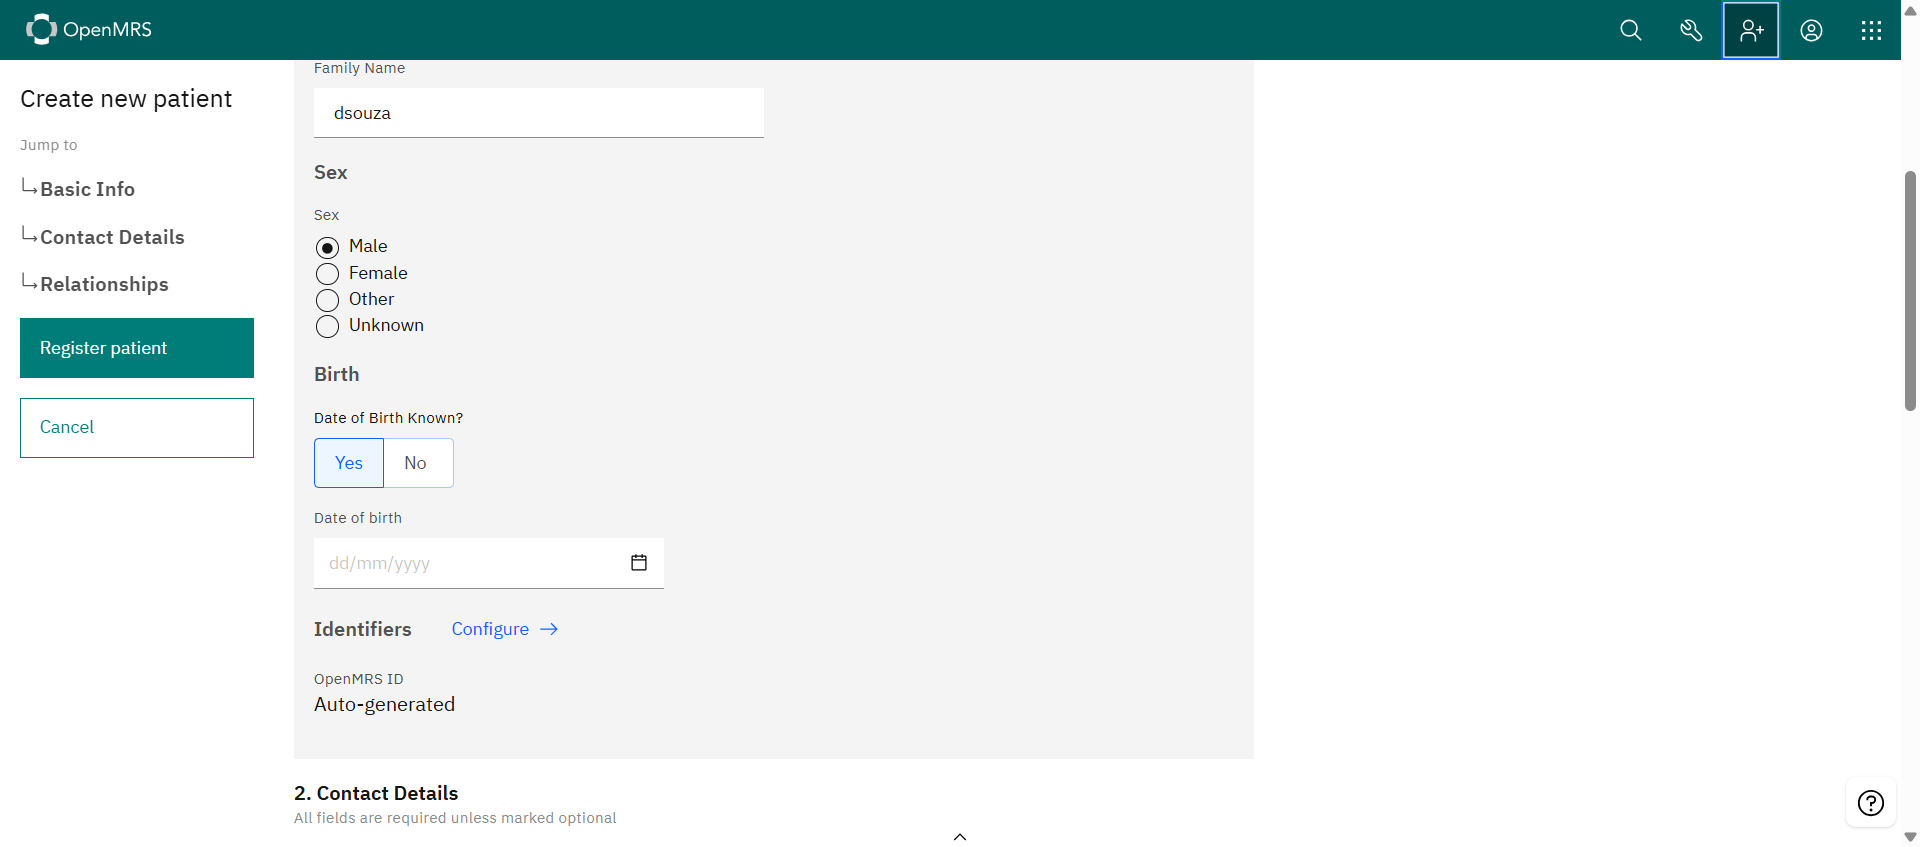 OpenMRS
Create new patient
Jump to
Basic Info
Contact Details
Relationships
Register patient
Cancel
Family Name
dsouza
Sex
Sex
Male
Female
Other
Unknown
Birth
Date of Birth Known?
Yes No
Date of birth
dd/mm/yyyy
Identifiers Configure →
OpenMRS ID
Auto-generated
2. Contact Details
All fields are required unless marked optional